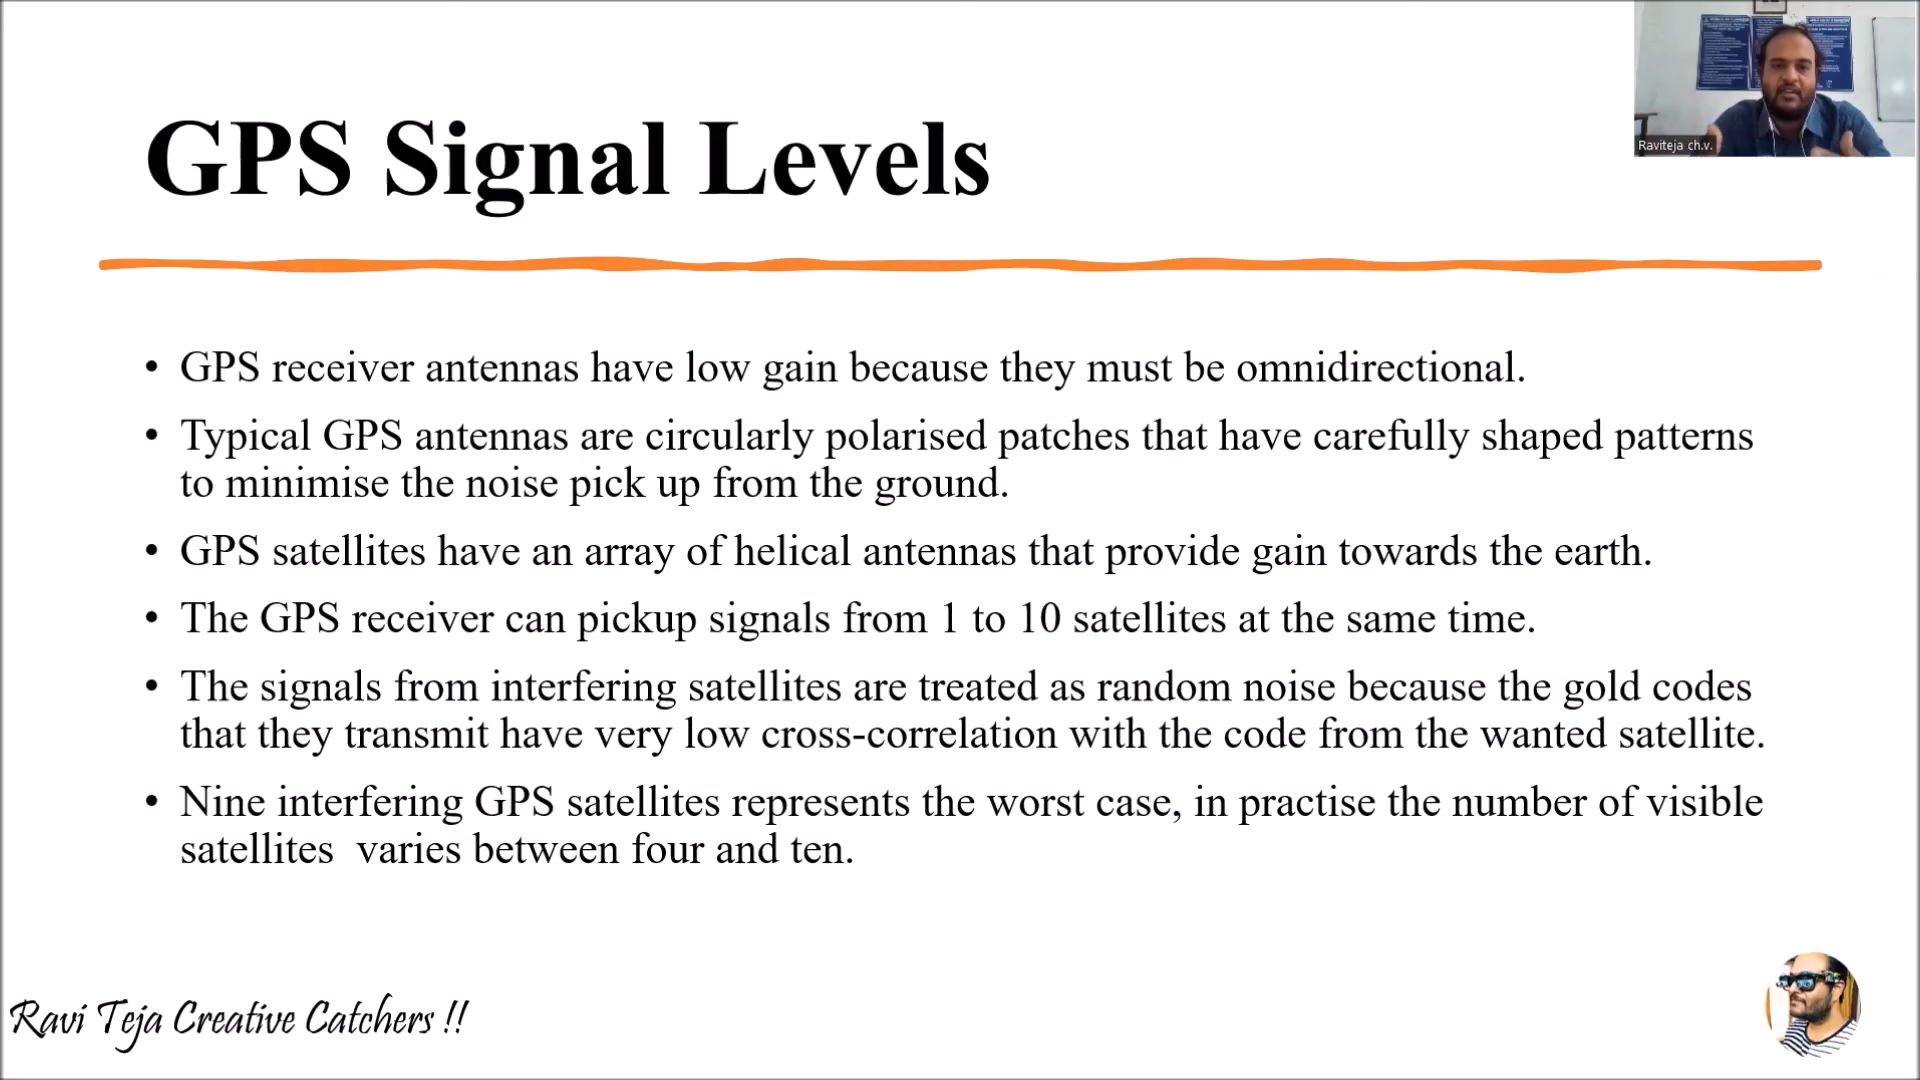 GPS Signal Levels
Raviteja ch.v.
• GPS receiver antennas have low gain because they must be omnidirectional.
• Typical GPS antennas are circularly polarised patches that have carefully shaped patterns
to minimise the noise pick up from the ground.
• GPS satellites have an array of helical antennas that provide gain towards the earth.
• The GPS receiver can pickup signals from 1 to 10 satellites at the same time.
• The signals from interfering satellites are treated as random noise because the gold codes
that they transmit have very low cross-correlation with the code from the wanted satellite.
• Nine interfering GPS satellites represents the worst case, in practise the number of visible
satellites  varies between four and ten.
Ravi Teja Creative Catchers !!